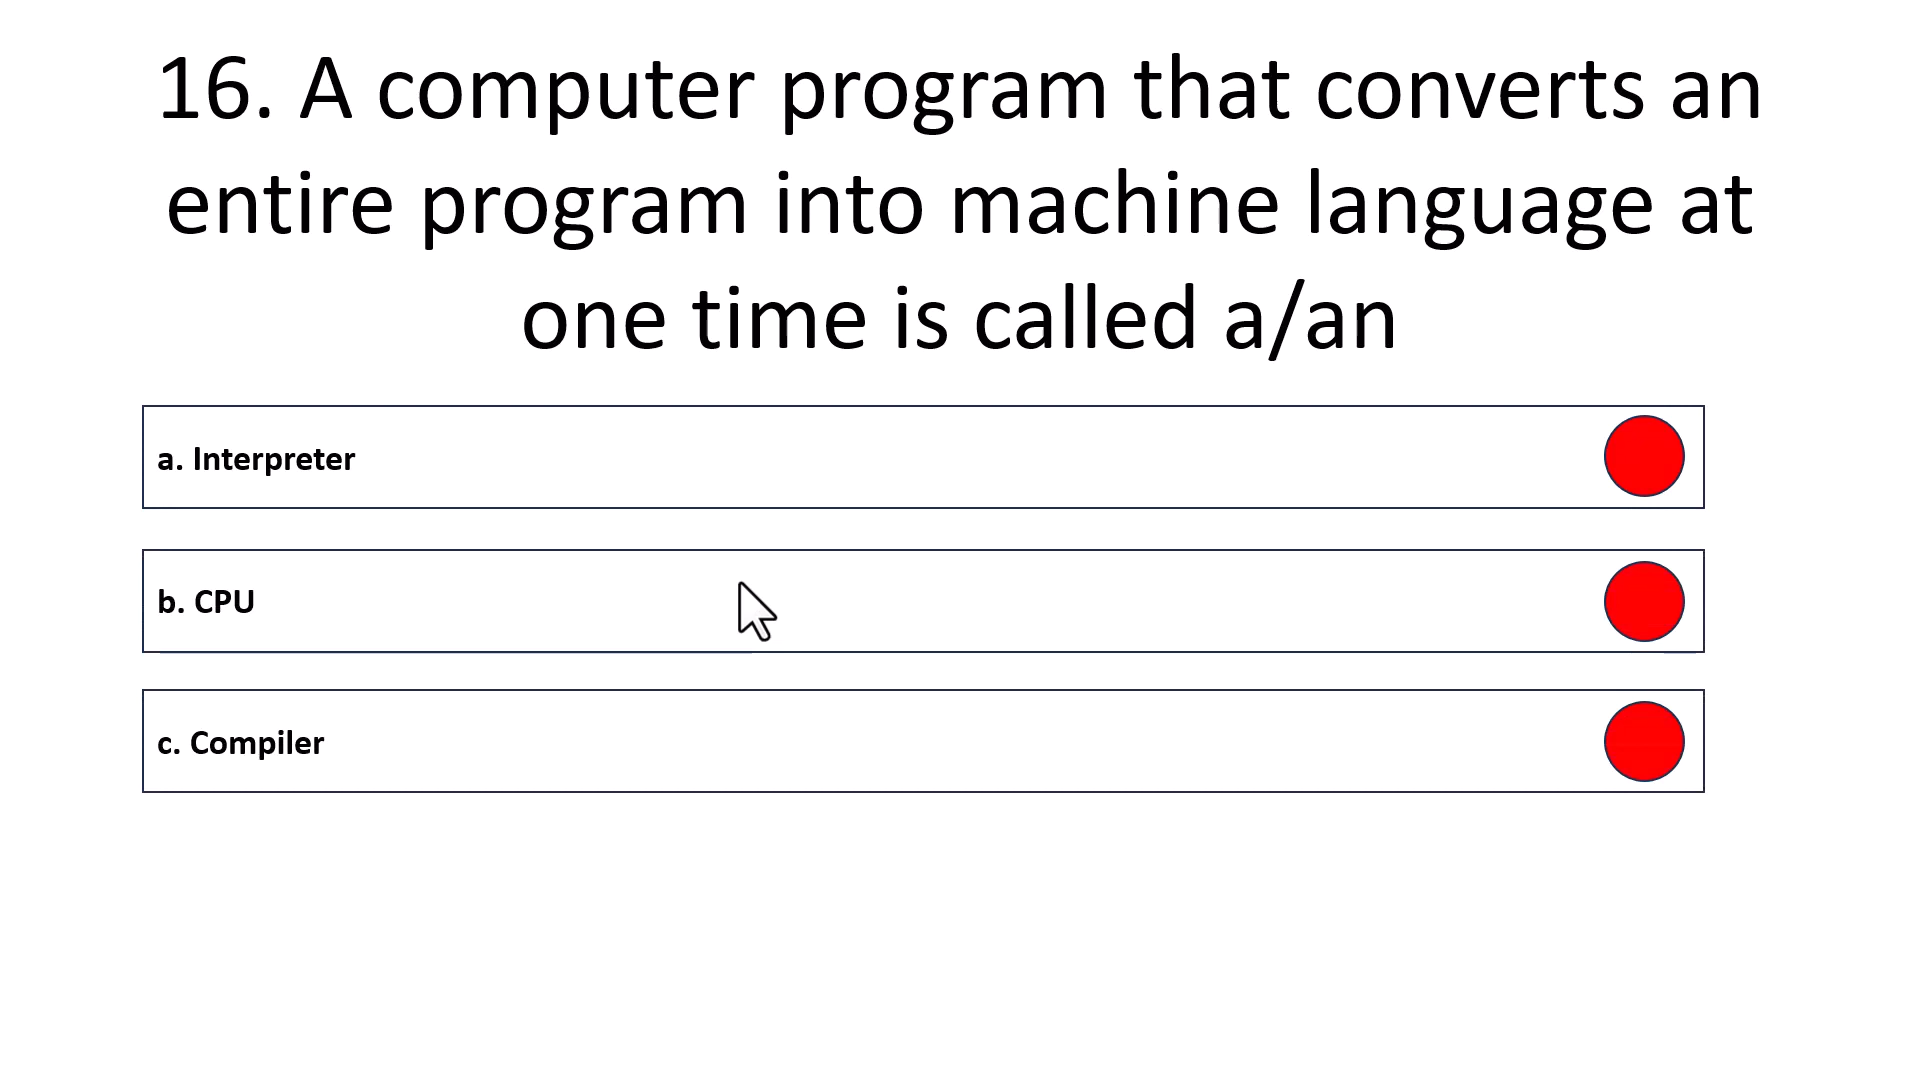 16. A computer program that converts an
entire program into machine language at
one time is called a/an
a. Interpreter
b. CPU
c. Compiler